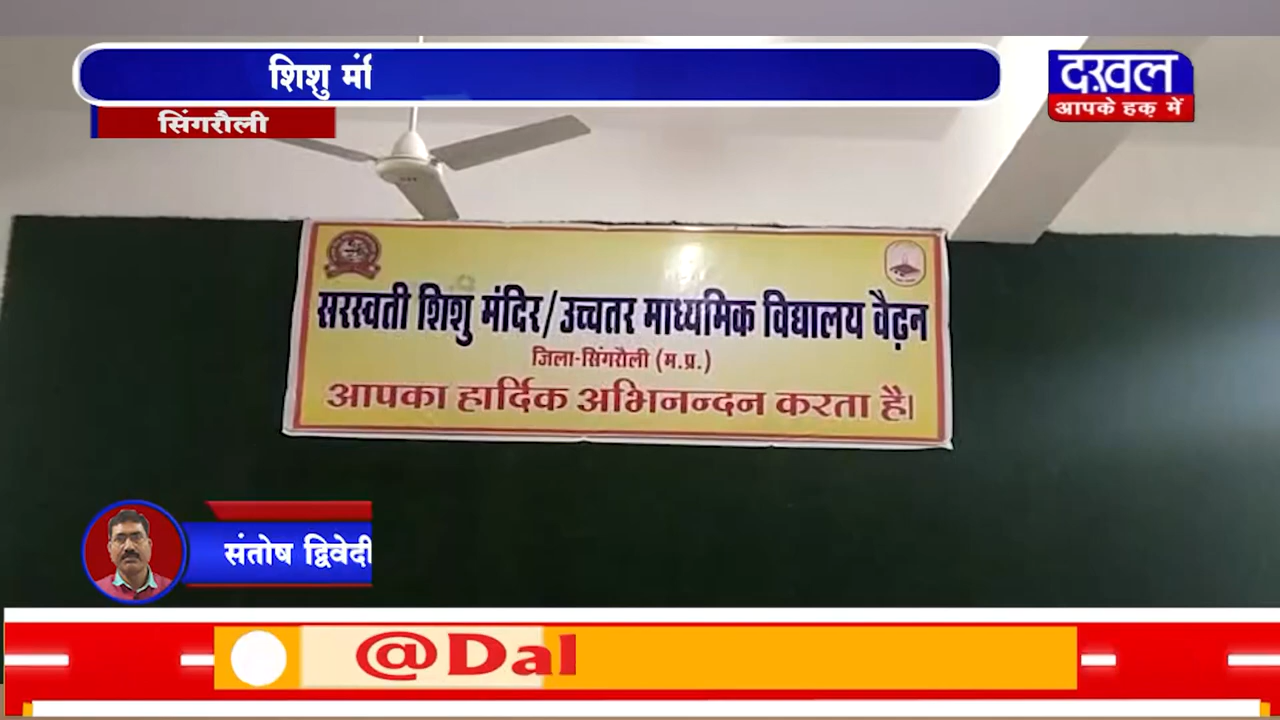 शिशु मं
दख़ल
आपके हक़ में
सिंगरौली
सरस्वती शिशु मंदिर/उच्चतर माध्यमिक विद्यालय वैढ़न
जिला-सिंगरौली (म.प्र.)
आपका हार्दिक अभिनन्दन करता है।
संतोष द्विवेदी
@Dal